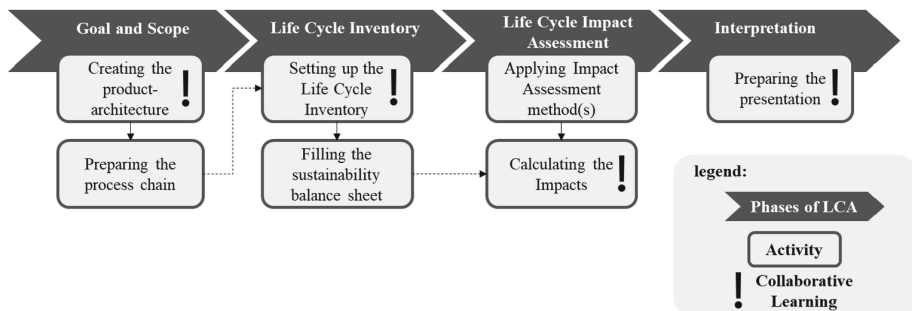 Goal and Scope
Life Cycle Inventory
Life Cycle Impact
Assessment
Interpretation
Creating the
product-
architecture
!
Setting up the
Life Cycle
Inventory
!
Applying Impact
Assessment
method(s)
Preparing the
presentation
!
Preparing the
process chain
Filling the
sustainability
balance sheet
Calculating the
Impacts
!
legend:
Phases of LCA
Activity
!
Collaborative
Learning